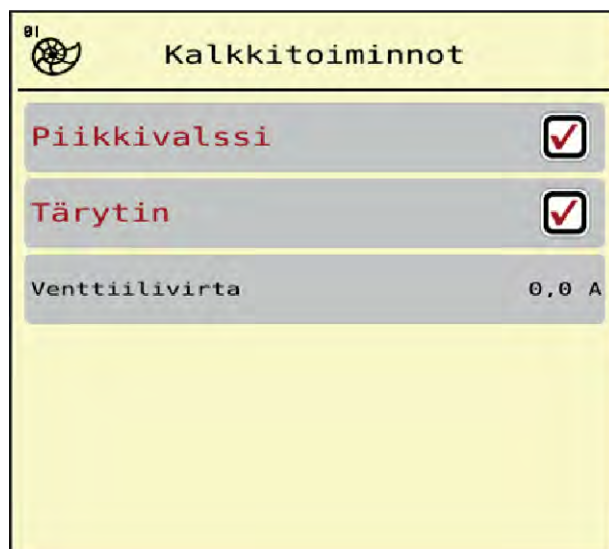 01
Kalkkitoiminnot
Piikkivalssi
Tärytin
Venttiilivirta 0,0 A